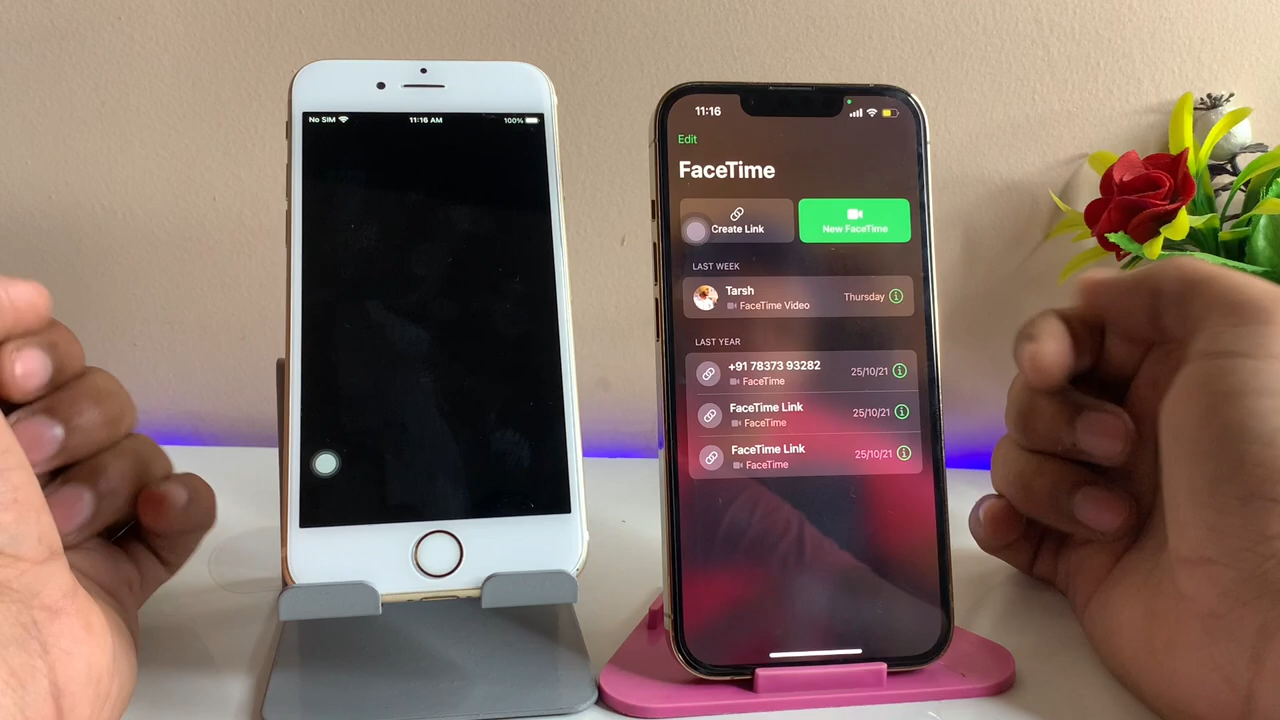 No SIM 11:16 AM 100%
11:16
Edit
FaceTime
Create Link
New FaceTime
LAST WEEK
Tarsh
FaceTime Video
Thursday
LAST YEAR
+91 78373 93282
FaceTime
25/10/21
FaceTime Link
FaceTime
25/10/21
FaceTime Link
FaceTime
25/10/21